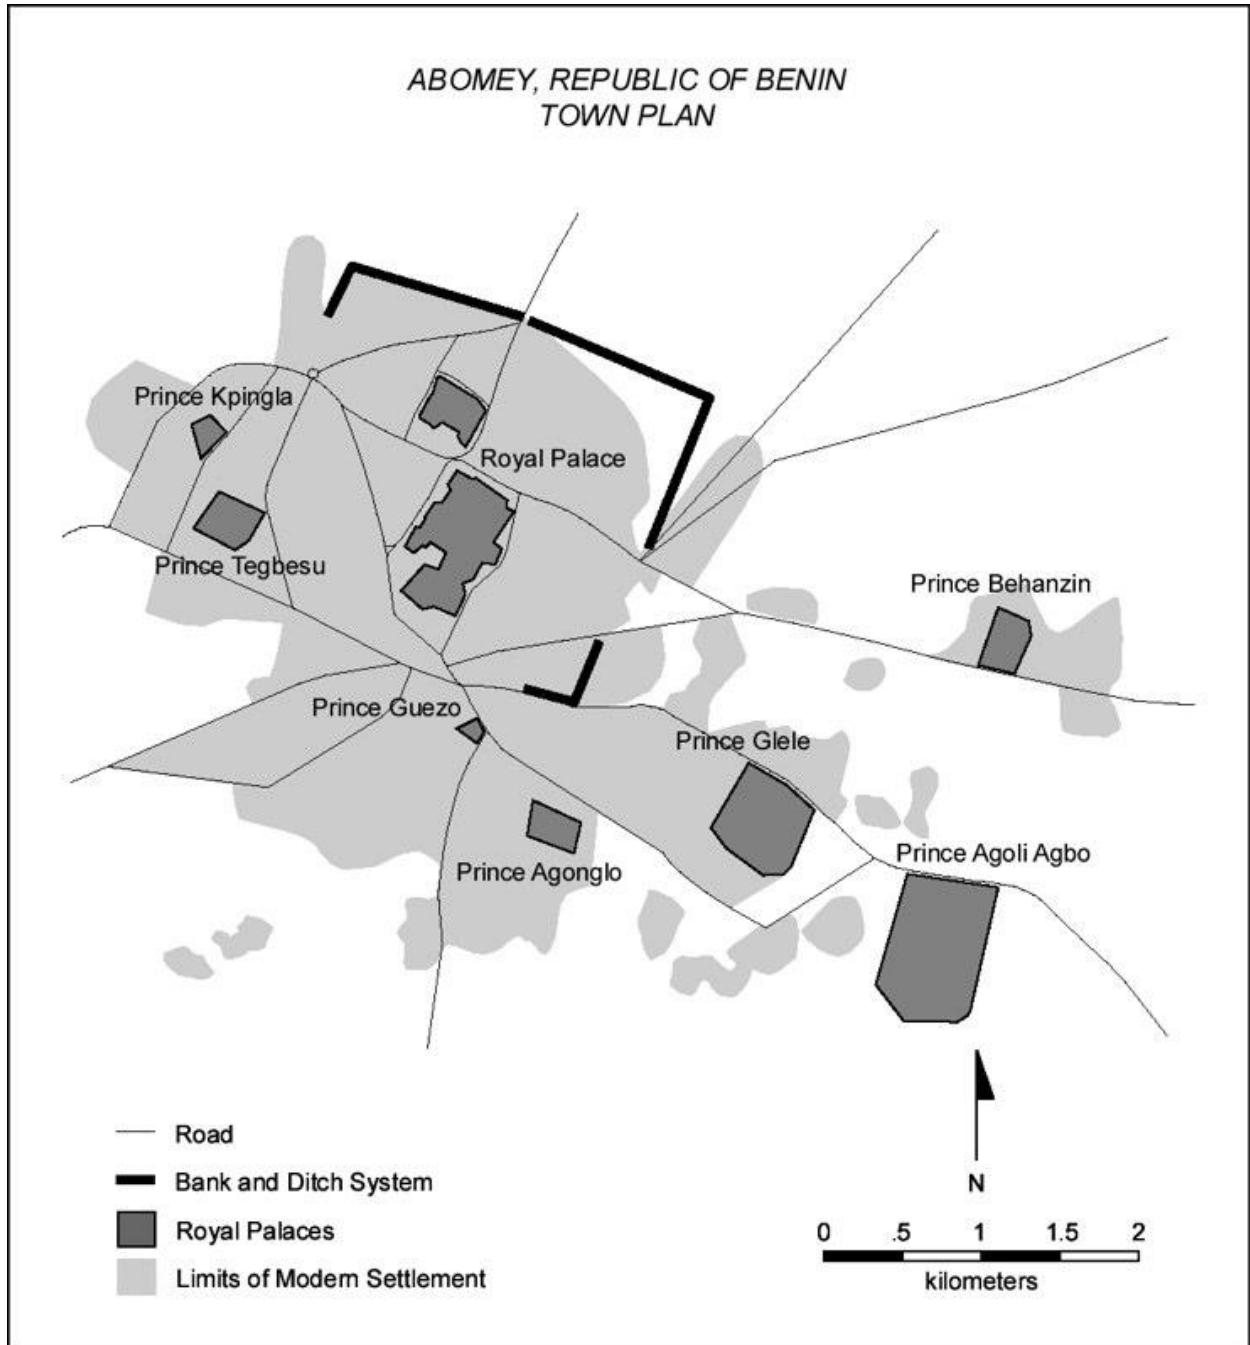 ABOMEY, REPUBLIC OF BENIN
TOWN PLAN
Prince Kpingla
Royal Palace
Prince Tegbesu
Prince Behanzin
Prince Guezo
Prince Glele
Prince Agonglo
Prince Agoli Agbo
Road
Bank and Ditch System
Royal Palaces
Limits of Modern Settlement
N
0 .5 1 1.5 2
kilometers